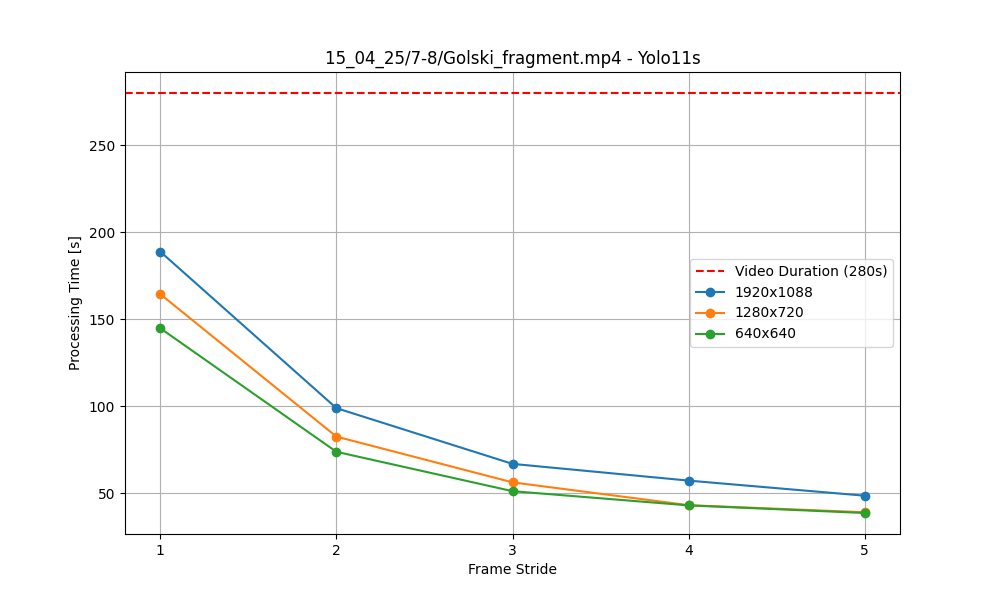 15_04_25/7-8/Golski_fragment.mp4 - Yolo11s
Processing Time [s]
250
200
150
100
50
Video Duration (280s)
1920x1088
1280x720
640x640
1 2 3 4 5
Frame Stride